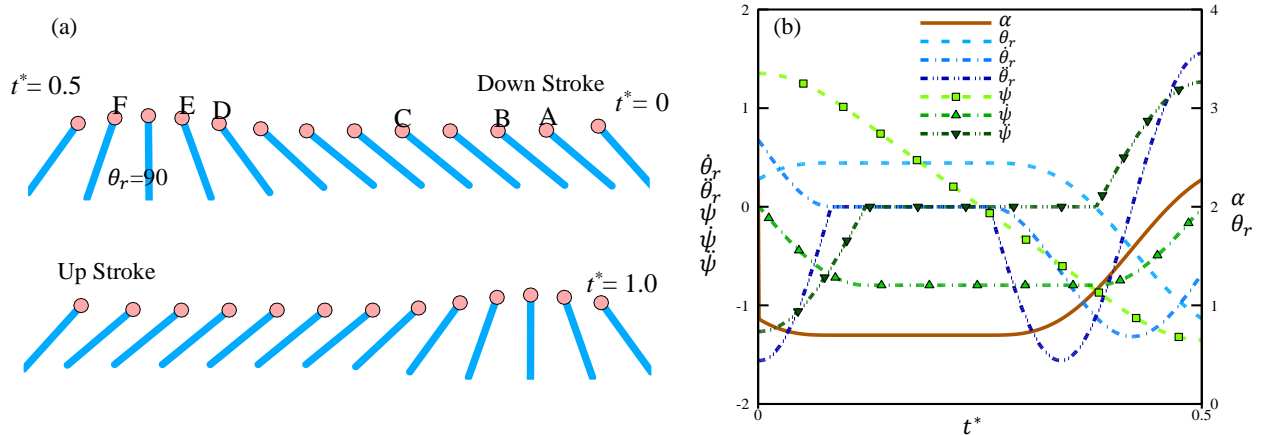 (a)
t* = 0.5
Down Stroke
t* = 0
F
E
D
C
B
A
θr=90
Up Stroke
t* = 1.0
(b)
α
θr
θ̇r
θ̈r
ψ
ψ̇
ψ̈
2
1
0
-1
-2
θ̇r
θ̈r
ψ
ψ̇
ψ̈
4
3
2
1
0
α
θr
0
0.5
t*